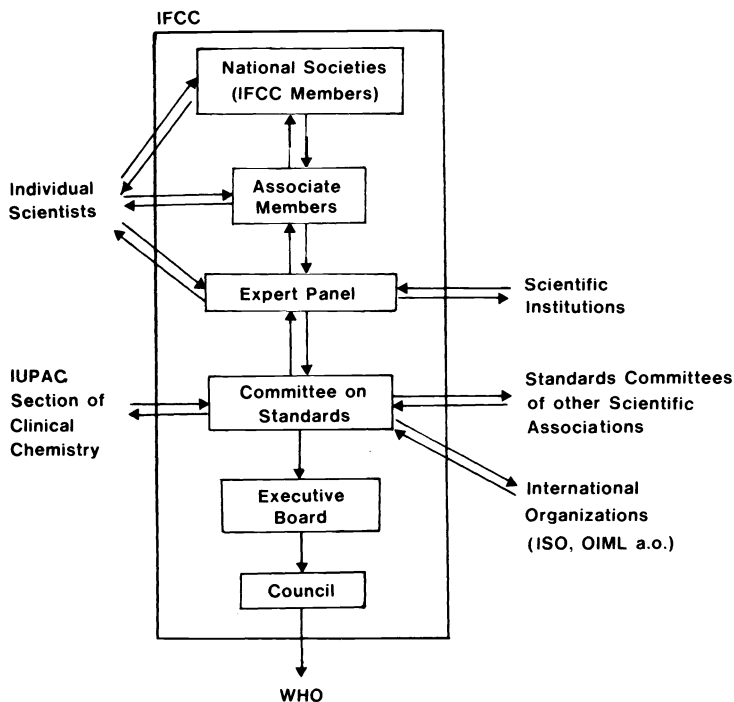 IFCC
National Societies
(IFCC Members)
Individual
Scientists
Associate
Members
Expert Panel
Scientific
Institutions
IUPAC
Section of
Clinical
Chemistry
Committee on
Standards
Standards Committees
of other Scientific
Associations
Executive
Board
International
Organizations
(ISO, OIML a.o.)
Council
WHO